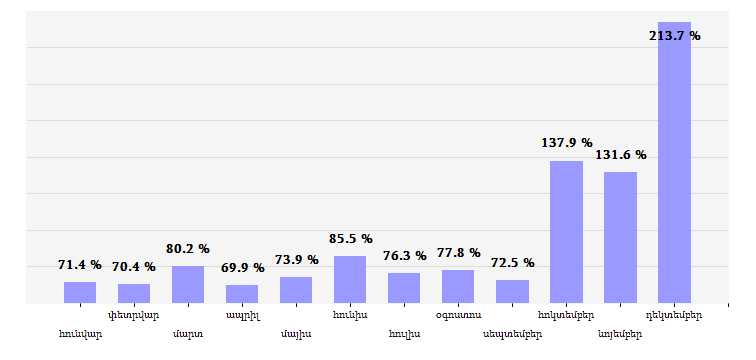 71.4 %
70.4 %
80.2 %
69.9 %
73.9 %
85.5 %
76.3 %
77.8 %
72.5 %
137.9 %
131.6 %
213.7 %
հունվար
փետրվար
մարտ
ապրիլ
մայիս
հունիս
հուլիս
օգոստոս
սեպտեմբեր
հոկտեմբեր
նոյեմբեր
դեկտեմբեր